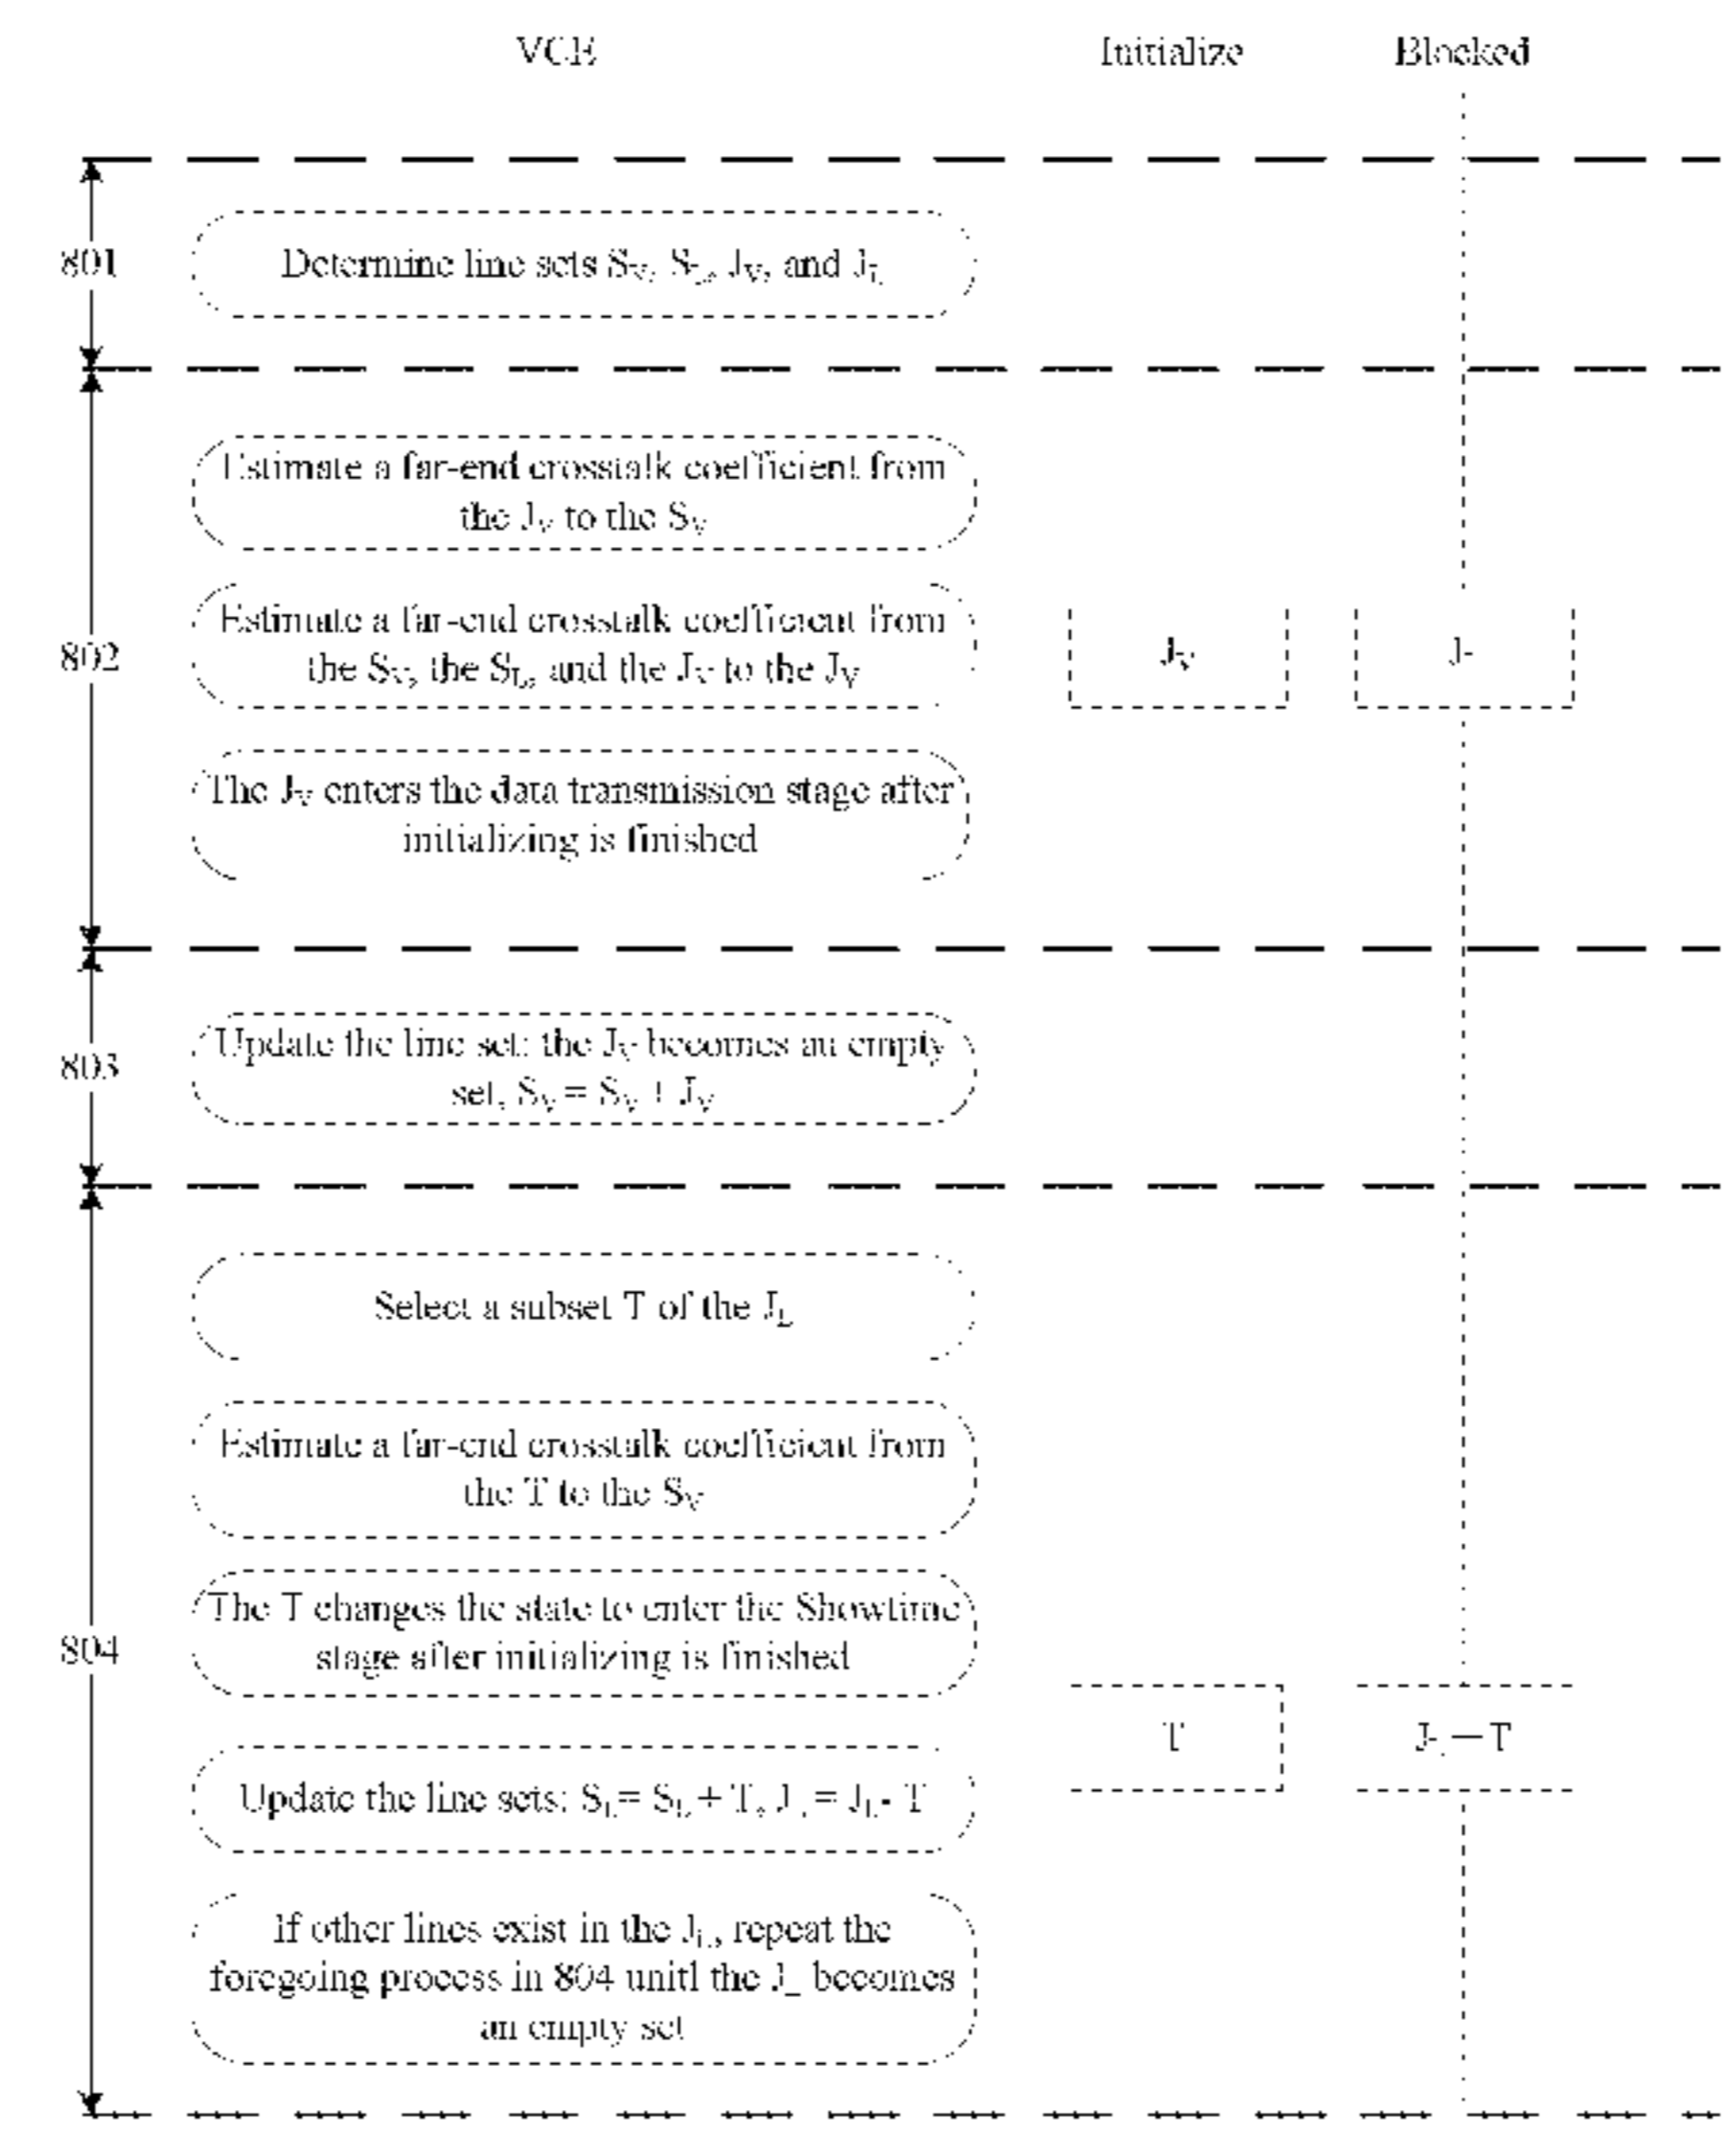 VCE Initialize Blocked
801
Determine line sets S_V, S_L, J_V, and J_L
802
Estimate a far-end crosstalk coefficient from
the J_V to the S_V
Estimate a far-end crosstalk coefficient from
the S_V, the S_L, and the J_V to the J_V
J_V
J_L
The J_V enters the data transmission stage after
initializing is finished
803
Update the line set: the J_V becomes an empty
set, S_V = S_V + J_V
804
Select a subset T of the J_L
Estimate a far-end crosstalk coefficient from
the T to the S_V
The T changes the state to enter the Showtime
stage after initializing is finished
T
J_L — T
Update the line sets: S_L = S_L + T, J_L = J_L - T
If other lines exist in the J_L, repeat the
foregoing process in 804 unitl the J_L becomes
an empty set